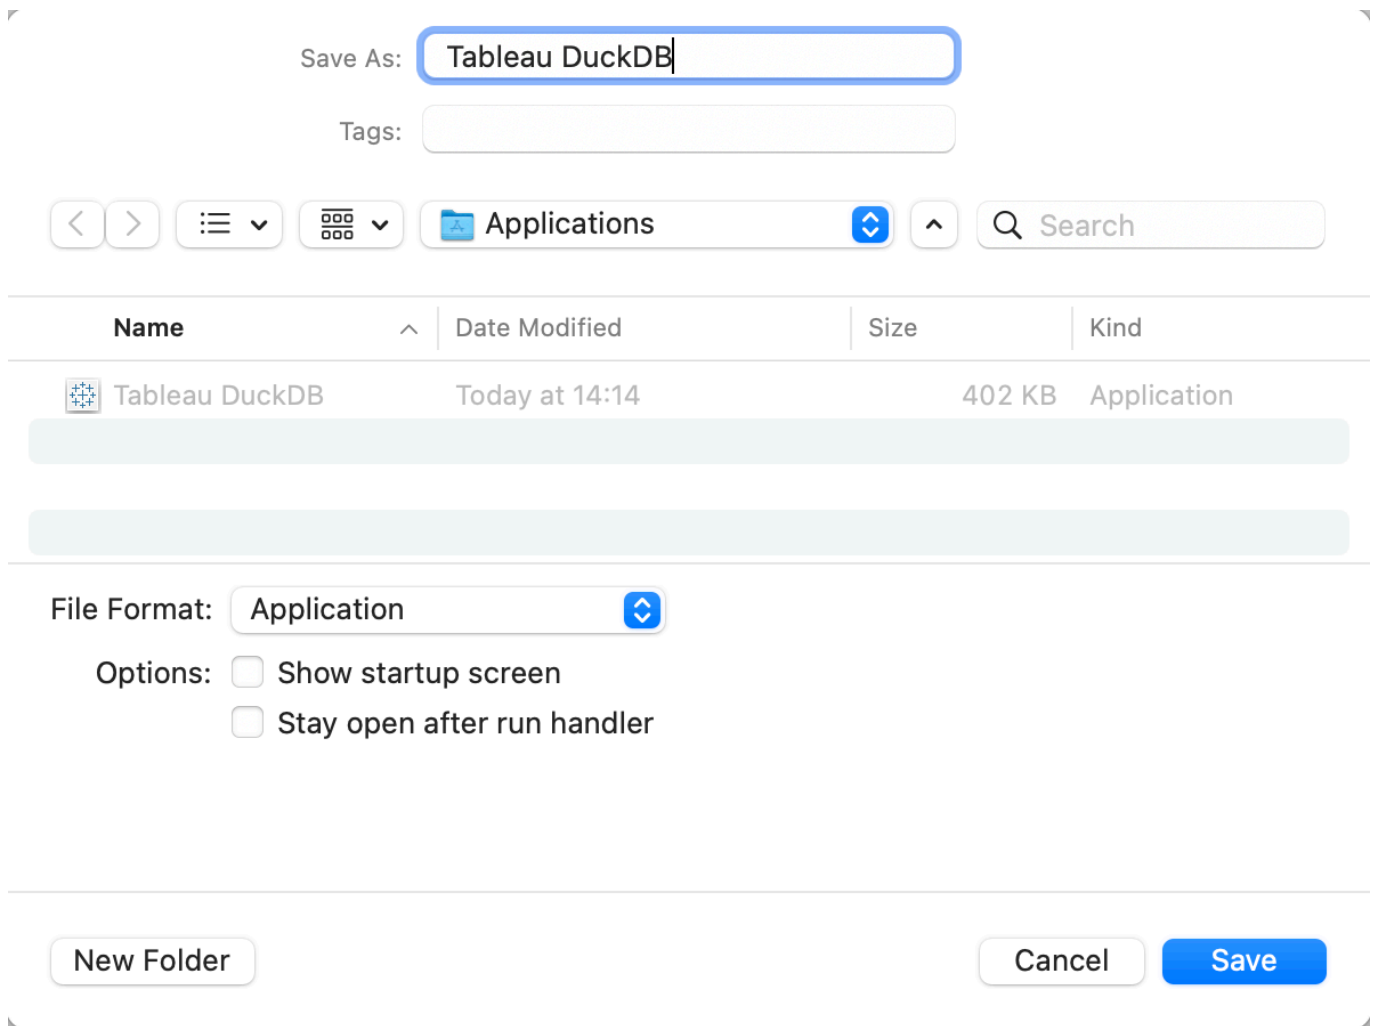 Save As: Tableau DuckDB
Tags:
Applications Search
Name Date Modified Size Kind
Tableau DuckDB Today at 14:14 402 KB Application
File Format: Application
Options: Show startup screen
Stay open after run handler
New Folder Cancel Save